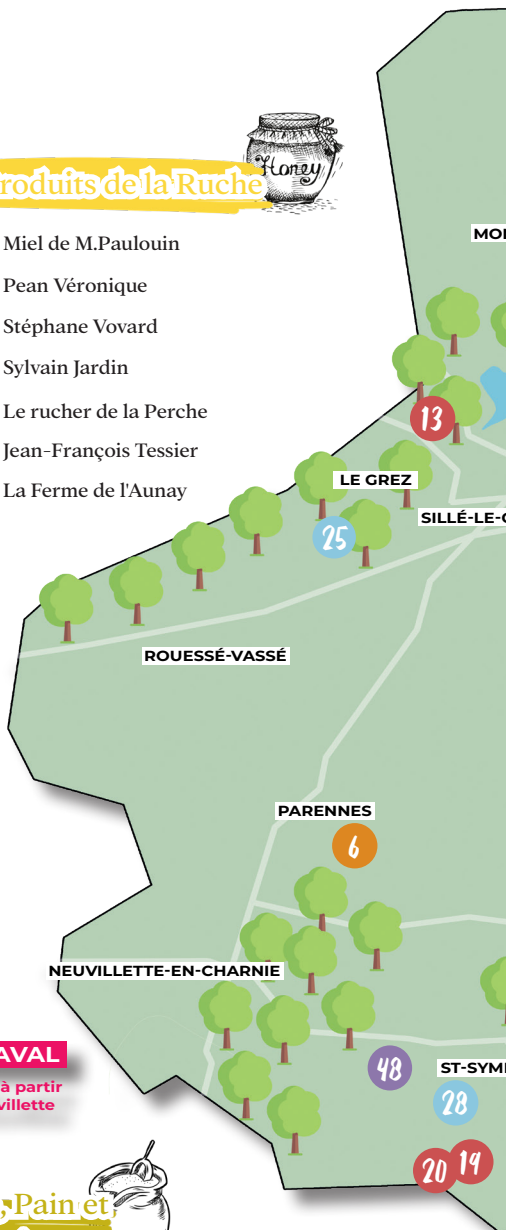 Honey
roduits de la Ruche
Miel de M.Paulouin
Pean Véronique
Stéphane Vovard
Sylvain Jardin
Le rucher de la Perche
Jean-François Tessier
La Ferme de l'Aunay
MO
13
LE GREZ
25
SILLÉ-LE-
ROUESSÉ-VASSÉ
PARENNES
6
NEUVILLETTE-EN-CHARNIE
AVAL
à partir
villette
48
ST-SYM
28
20
19
, Pain et